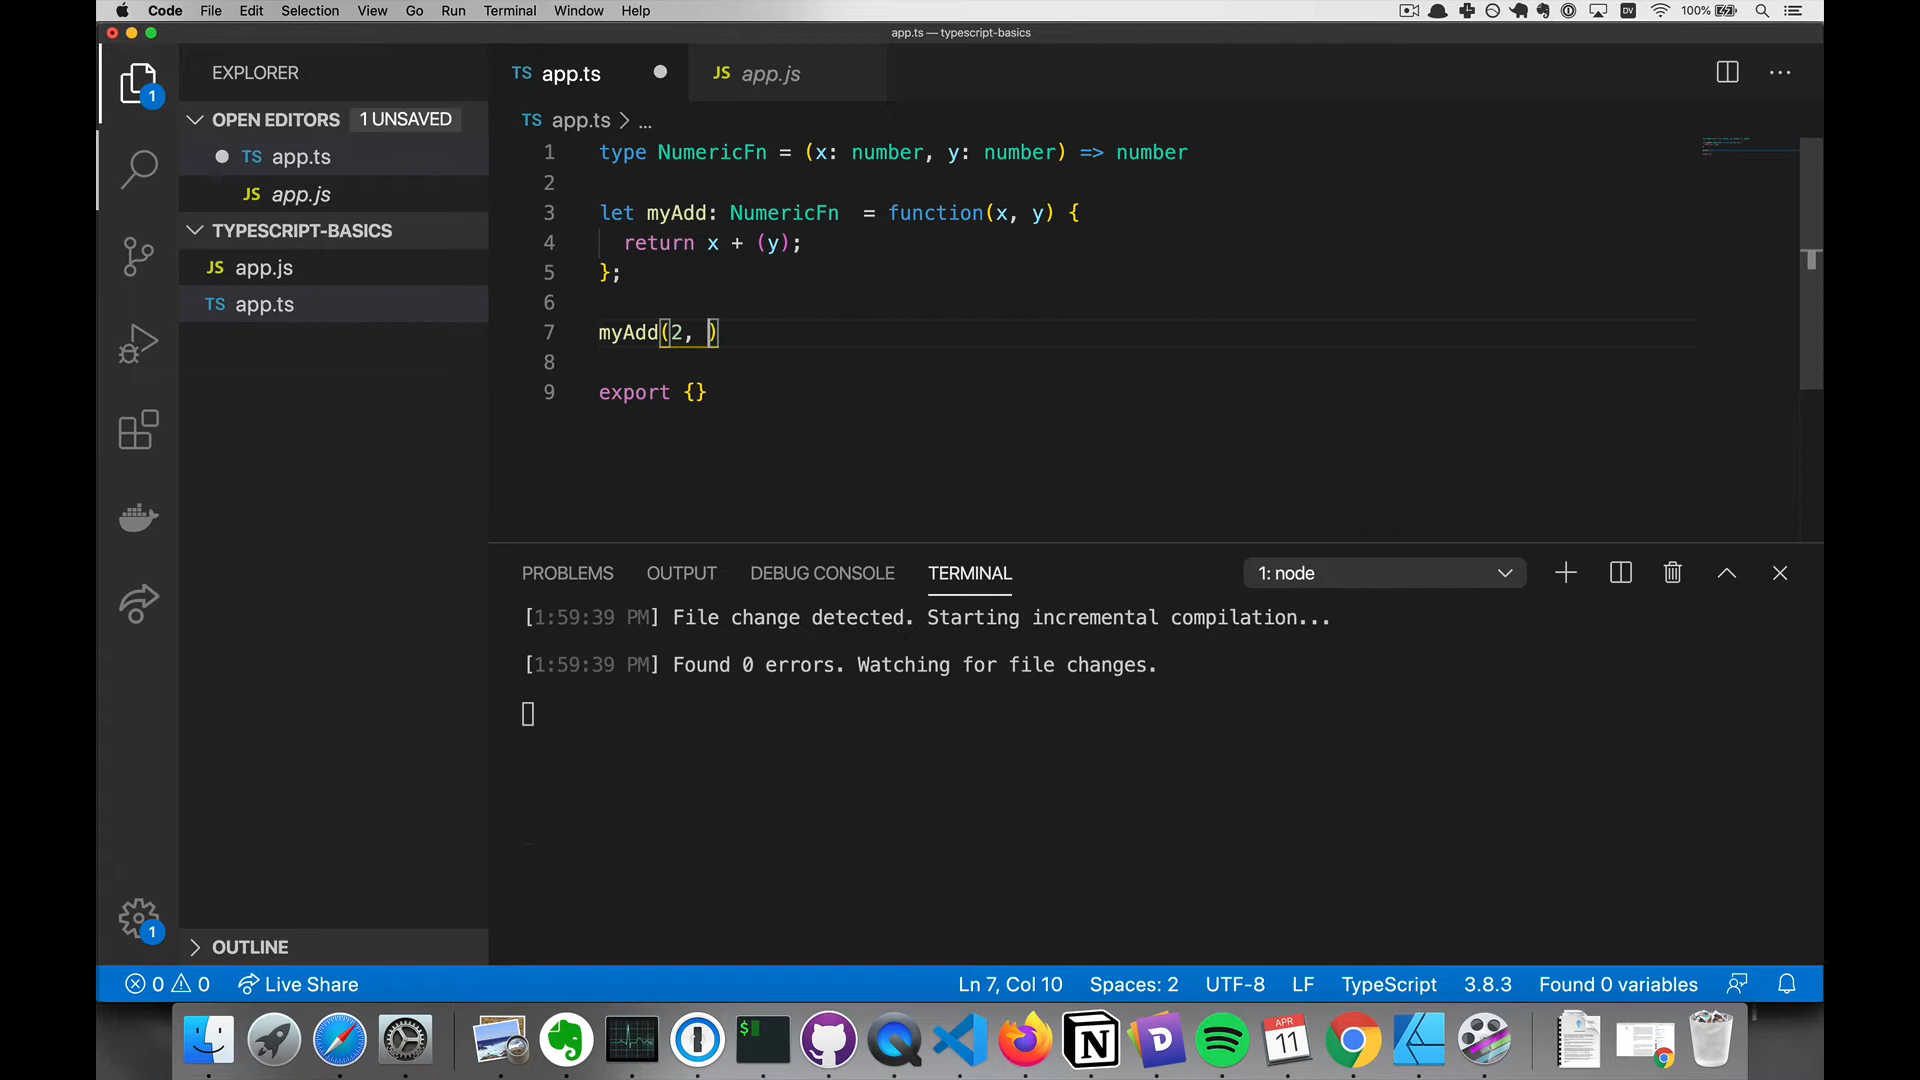 Code File Edit Selection View Go Run Terminal Window Help DV 100%
app.ts — typescript-basics
EXPLORER
TS app.ts
JS app.js
1
OPEN EDITORS 1 UNSAVED
TS app.ts > ...
TS app.ts
JS app.js
TYPESCRIPT-BASICS
JS app.js
TS app.ts
1 type NumericFn = (x: number, y: number) => number
2
3 let myAdd: NumericFn  = function(x, y) {
4 return x + (y);
5 };
6
7 myAdd(2, )
8
9 export {}
PROBLEMS OUTPUT DEBUG CONSOLE TERMINAL 1: node
[1:59:39 PM] File change detected. Starting incremental compilation...
[1:59:39 PM] Found 0 errors. Watching for file changes.
1
OUTLINE
0 0 Live Share Ln 7, Col 10 Spaces: 2 UTF-8 LF TypeScript 3.8.3 Found 0 variables
$ N D APR 11